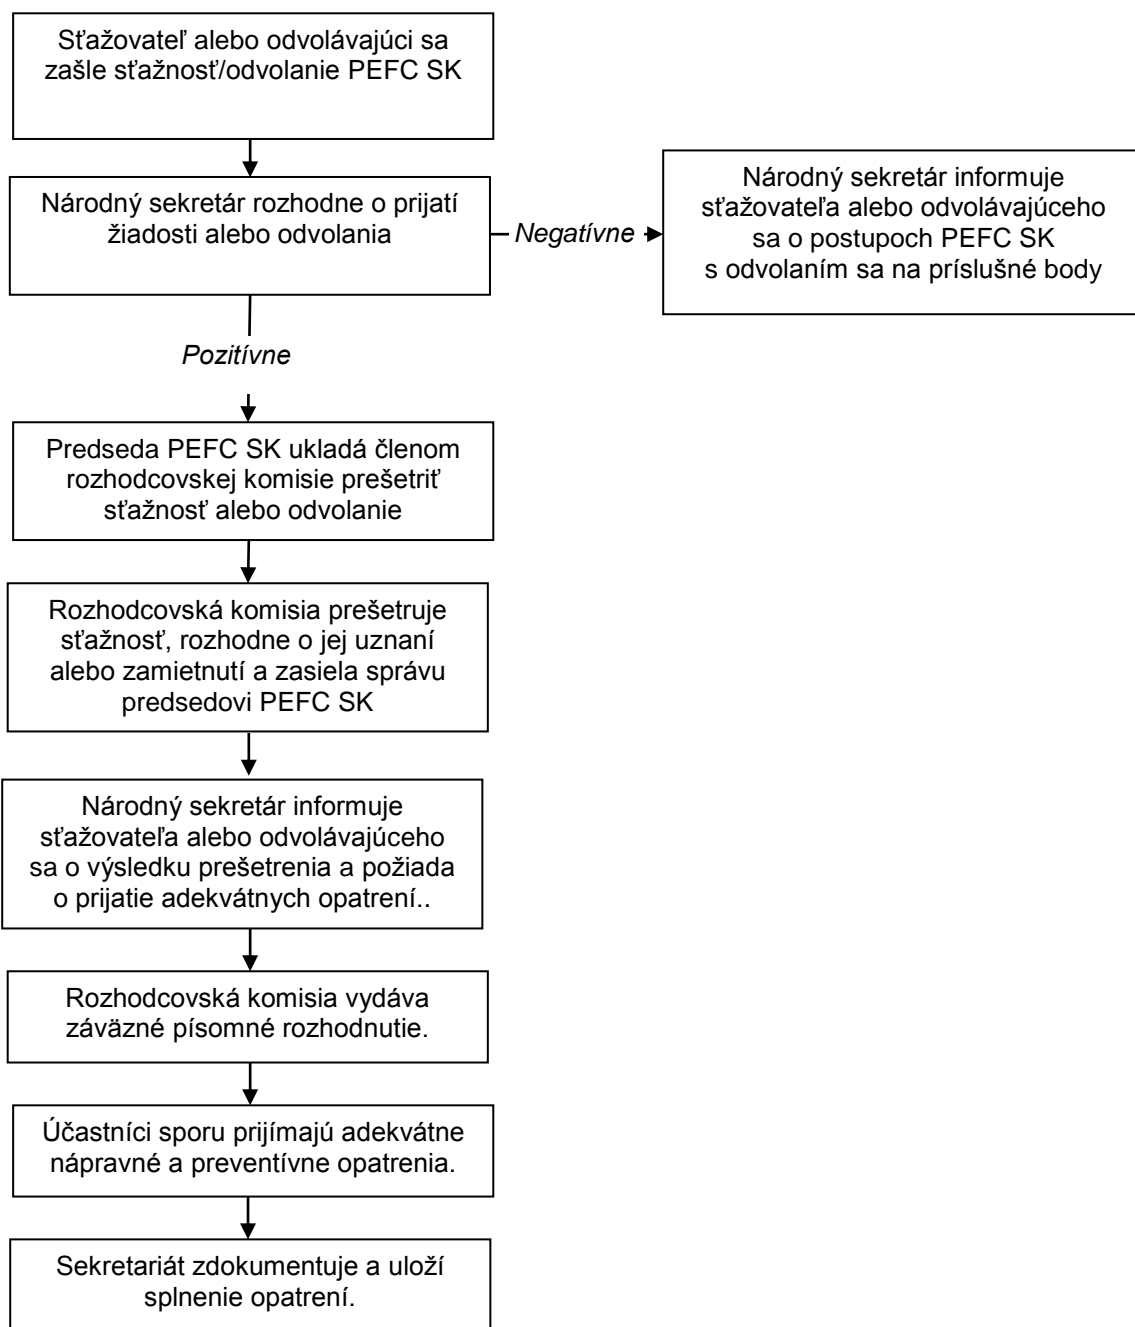 Sťažovateľ alebo odvolávajúci sa
zašle sťažnosť/odvolanie PEFC SK
Národný sekretár rozhodne o prijatí
žiadosti alebo odvolania
Negatívne
Národný sekretár informuje
sťažovateľa alebo odvolávajúceho
sa o postupoch PEFC SK
s odvolaním sa na príslušné body
Pozitívne
Predseda PEFC SK ukladá členom
rozhodcovskej komisie prešetriť
sťažnosť alebo odvolanie
Rozhodcovská komisia prešetruje
sťažnosť, rozhodne o jej uznaní
alebo zamietnutí a zasiela správu
predsedovi PEFC SK
Národný sekretár informuje
sťažovateľa alebo odvolávajúceho
sa o výsledku prešetrenia a požiada
o prijatie adekvátnych opatrení..
Rozhodcovská komisia vydáva
záväzné písomné rozhodnutie.
Účastníci sporu prijímajú adekvátne
nápravné a preventívne opatrenia.
Sekretariát zdokumentuje a uloží
splnenie opatrení.